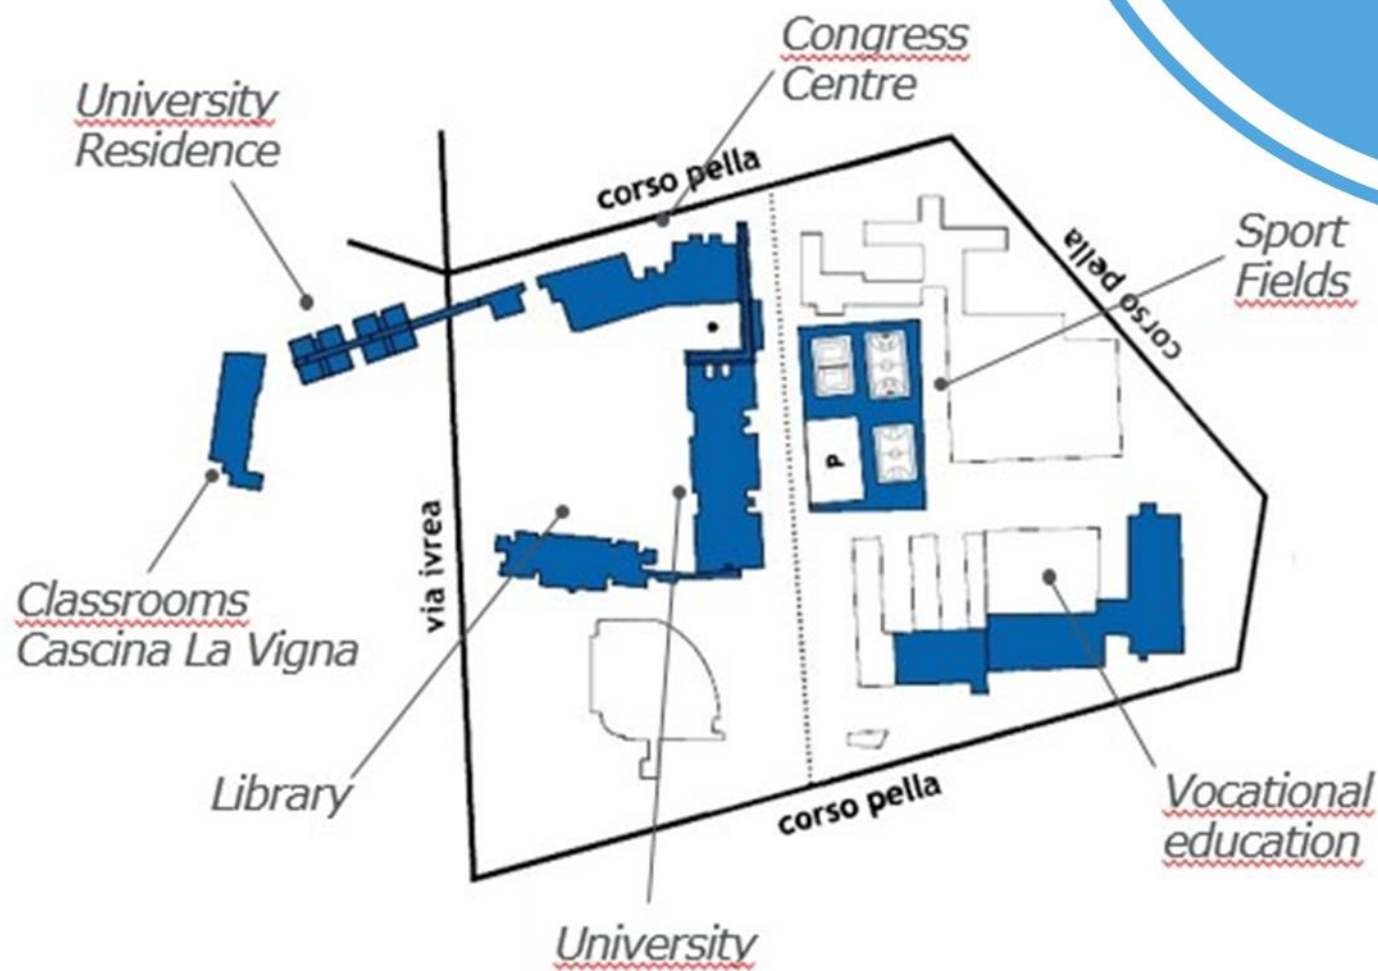 Congress
Centre
University
Residence
corso pella
Sport
Fields
corso pella
P
via ivrea
Classrooms
Cascina La Vigna
Library
corso pella
Vocational
education
University